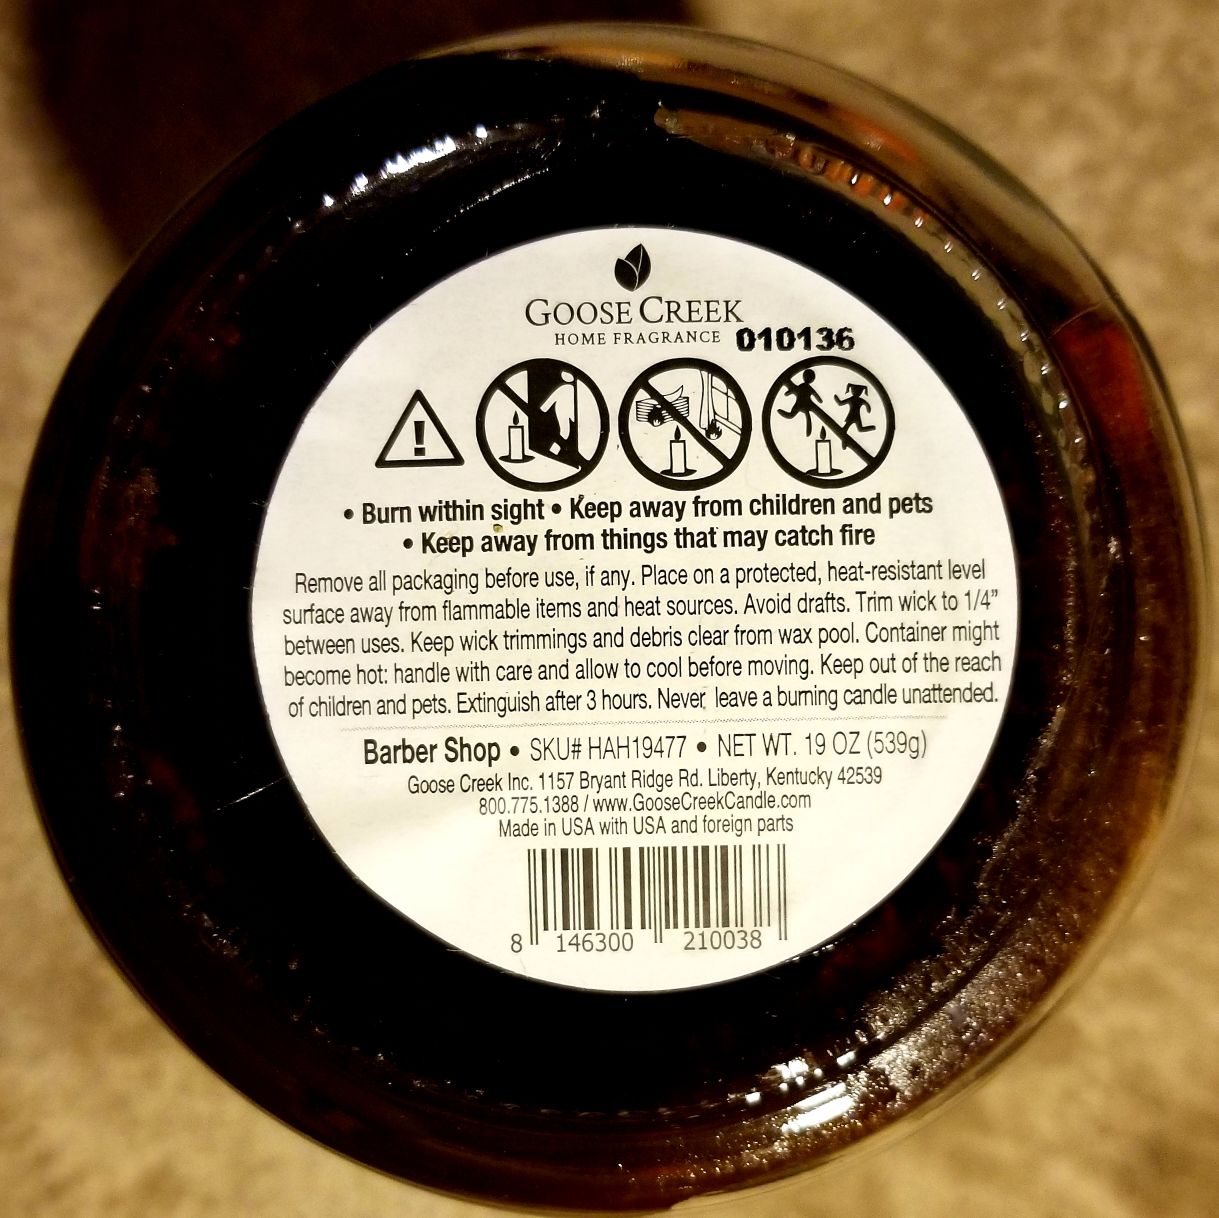 GOOSE CREEK
HOME FRAGRANCE 010136
• Burn within sight • Keep away from children and pets
• Keep away from things that may catch fire
Remove all packaging before use, if any. Place on a protected, heat-resistant level
surface away from flammable items and heat sources. Avoid drafts. Trim wick to 1/4”
between uses. Keep wick trimmings and debris clear from wax pool. Container might
become hot: handle with care and allow to cool before moving. Keep out of the reach
of children and pets. Extinguish after 3 hours. Never leave a burning candle unattended.
Barber Shop • SKU# HAH19477 • NET WT. 19 OZ (539g)
Goose Creek Inc. 1157 Bryant Ridge Rd. Liberty, Kentucky 42539
800.775.1388 / www.GooseCreekCandle.com
Made in USA with USA and foreign parts
8 146300 210038